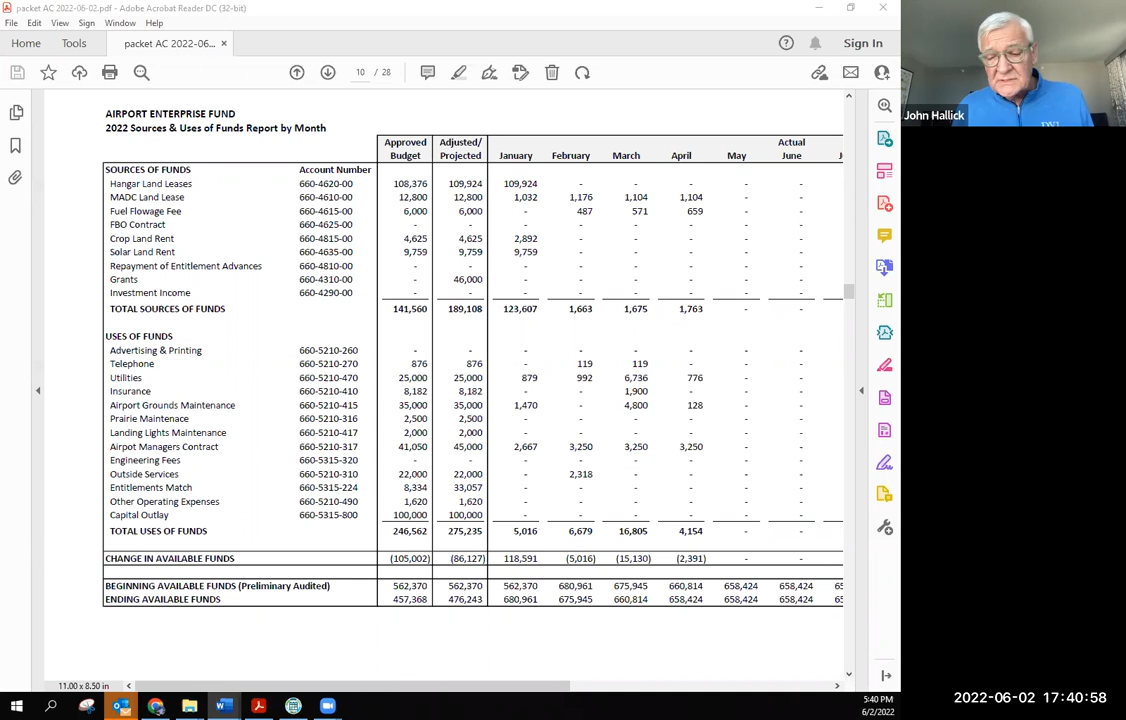 packet AC 2022-06-02.pdf - Adobe Acrobat Reader DC (32-bit)
File Edit View Sign Window Help
Home Tools packet AC 2022-06... × Sign In
10 / 28
AIRPORT ENTERPRISE FUND
2022 Sources & Uses of Funds Report by Month
Approved Adjusted/ Actual
Budget Projected January February March April May June
SOURCES OF FUNDS Account Number
Hangar Land Leases 660-4620-00 108,376 109,924 109,924 - - - - -
MADC Land Lease 660-4610-00 12,800 12,800 1,032 1,176 1,104 1,104 - -
Fuel Flowage Fee 660-4615-00 6,000 6,000 - 487 571 659 - -
FBO Contract 660-4625-00 - - - - - - - -
Crop Land Rent 660-4815-00 4,625 4,625 2,892 - - - - -
Solar Land Rent 660-4635-00 9,759 9,759 9,759 - - - - -
Repayment of Entitlement Advances 660-4810-00 - - - - - - - -
Grants 660-4310-00 - 46,000 - - - - - -
Investment Income 660-4290-00 - - - - - - - -
TOTAL SOURCES OF FUNDS 141,560 189,108 123,607 1,663 1,675 1,763 - -
USES OF FUNDS
Advertising & Printing 660-5210-260 - - - - - - - -
Telephone 660-5210-270 876 876 - 119 119 - - -
Utilities 660-5210-470 25,000 25,000 879 992 6,736 776 - -
Insurance 660-5210-410 8,182 8,182 - - 1,900 - - -
Airport Grounds Maintenance 660-5210-415 35,000 35,000 1,470 - 4,800 128 - -
Prairie Maintenace 660-5210-316 2,500 2,500 - - - - - -
Landing Lights Maintenance 660-5210-417 2,000 2,000 - - - - - -
Airpot Managers Contract 660-5210-317 41,050 45,000 2,667 3,250 3,250 3,250 - -
Engineering Fees 660-5315-320 - - - - - - - -
Outside Services 660-5210-310 22,000 22,000 - 2,318 - - - -
Entitlements Match 660-5315-224 8,334 33,057 - - - - - -
Other Operating Expenses 660-5210-490 1,620 1,620 - - - - - -
Capital Outlay 660-5315-800 100,000 100,000 - - - - - -
TOTAL USES OF FUNDS 246,562 275,235 5,016 6,679 16,805 4,154 - -
CHANGE IN AVAILABLE FUNDS (105,002) (86,127) 118,591 (5,016) (15,130) (2,391) - -
BEGINNING AVAILABLE FUNDS (Preliminary Audited) 562,370 562,370 562,370 680,961 675,945 660,814 658,424 658,424
ENDING AVAILABLE FUNDS 457,368 476,243 680,961 675,945 660,814 658,424 658,424 658,424
11.00 x 8.50 in
5:40 PM
6/2/2022
John Hallick
2022-06-02 17:40:58